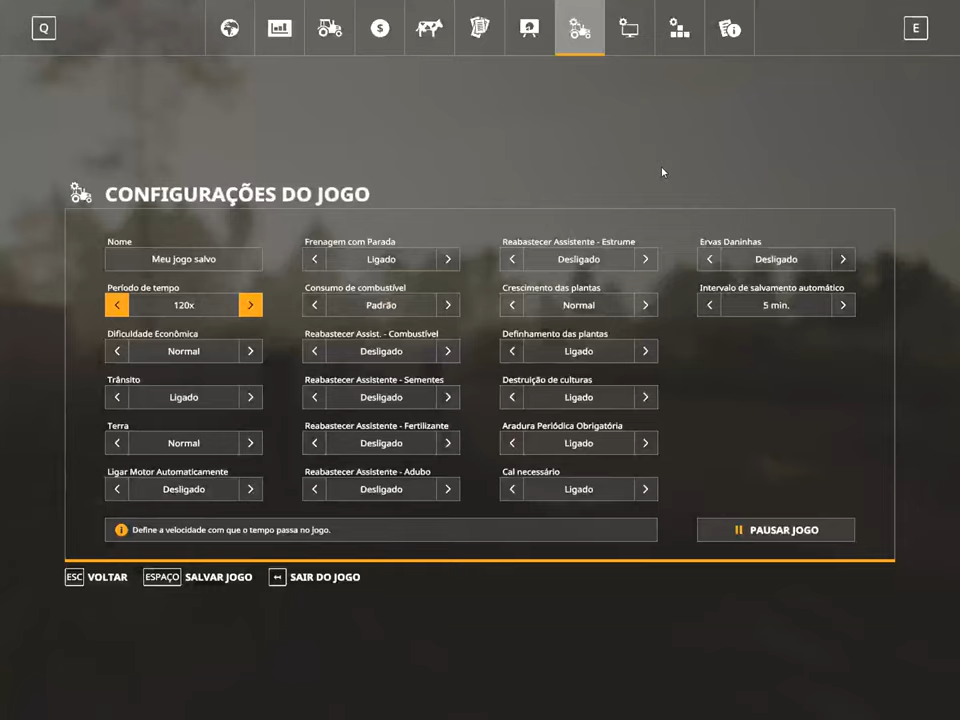 Q
E
CONFIGURAÇÕES DO JOGO
Nome
Meu jogo salvo
Período de tempo
120x
Dificuldade Econômica
Normal
Trânsito
Ligado
Terra
Normal
Ligar Motor Automaticamente
Desligado
Frenagem com Parada
Ligado
Consumo de combustível
Padrão
Reabastecer Assist. - Combustível
Desligado
Reabastecer Assistente - Sementes
Desligado
Reabastecer Assistente - Fertilizante
Desligado
Reabastecer Assistente - Adubo
Desligado
Reabastecer Assistente - Estrume
Desligado
Crescimento das plantas
Normal
Definhamento das plantas
Ligado
Destruição de culturas
Ligado
Aradura Periódica Obrigatória
Ligado
Cal necessário
Ligado
Ervas Daninhas
Desligado
Intervalo de salvamento automático
5 min.
Define a velocidade com que o tempo passa no jogo.
PAUSAR JOGO
ESC VOLTAR
ESPAÇO SALVAR JOGO
SAIR DO JOGO